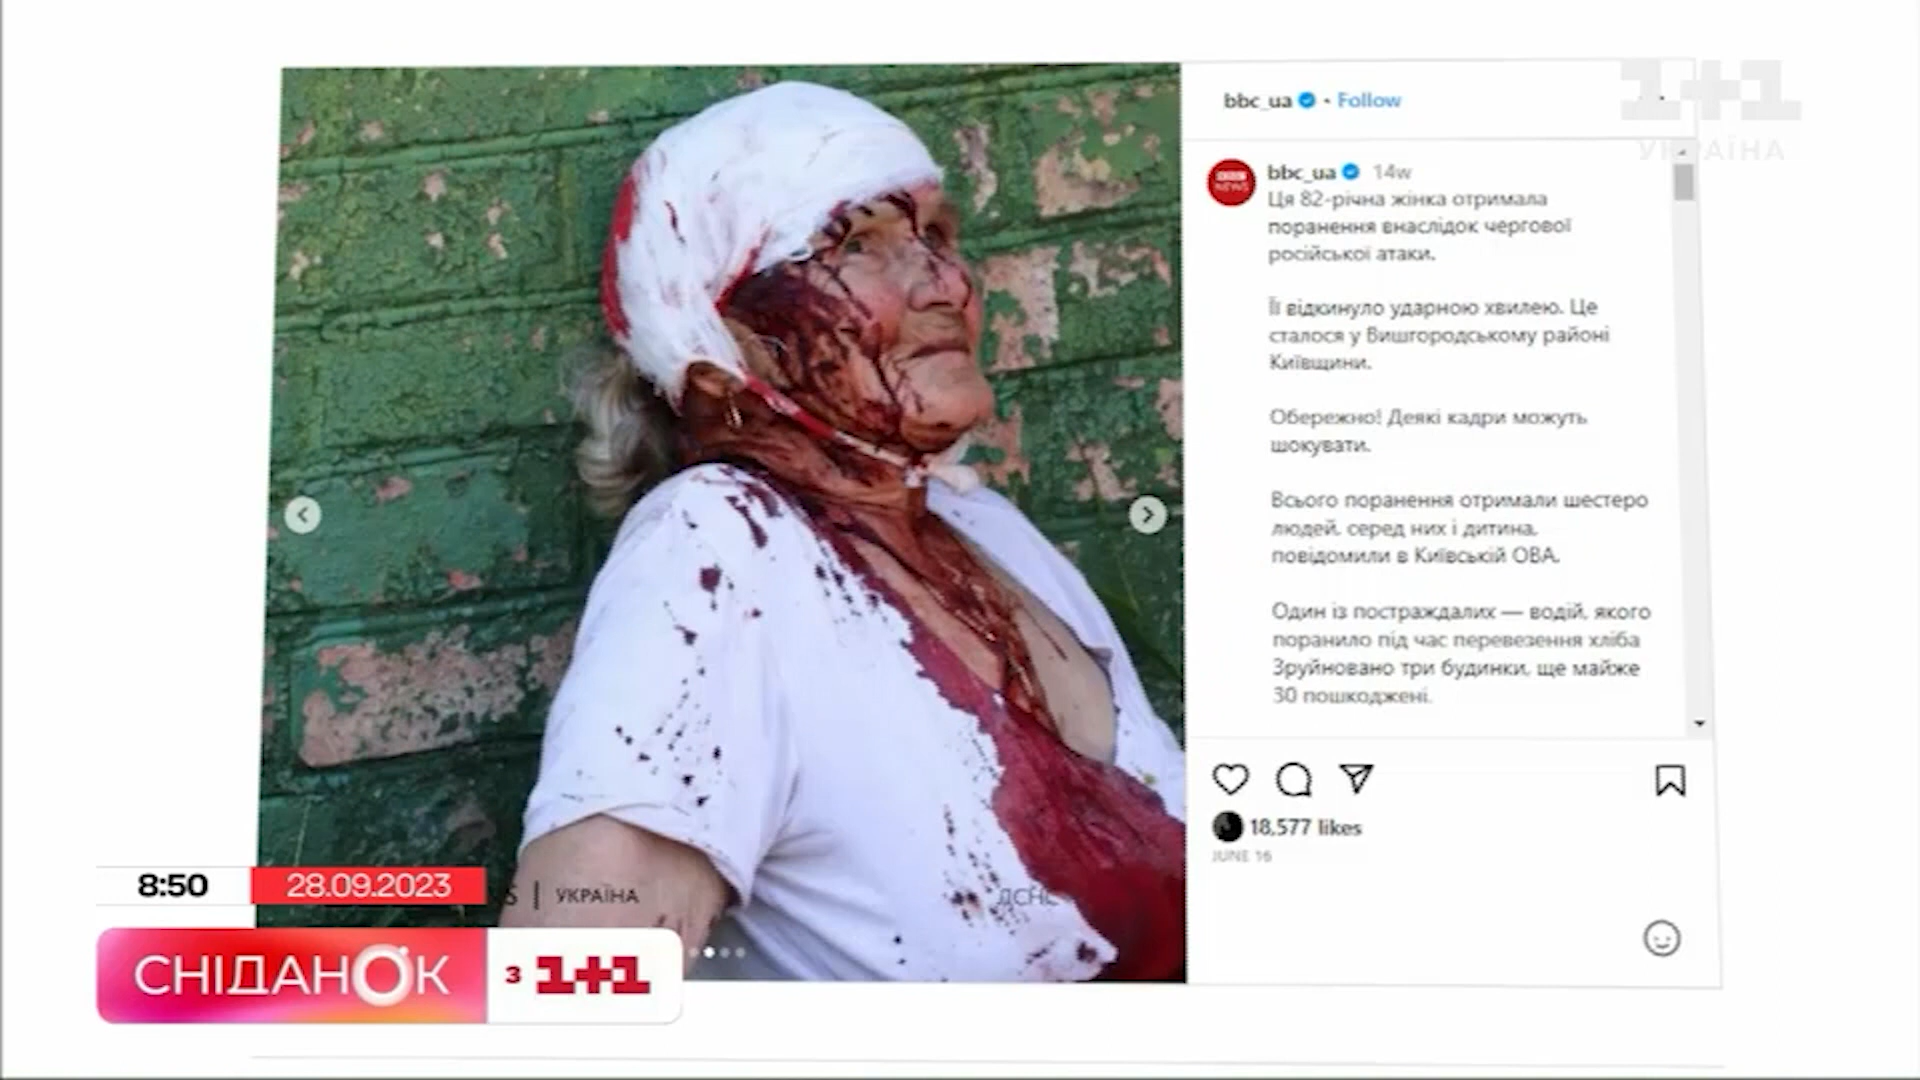 1+1
УКРАЇНА
bbc_ua • Follow
bbc_ua 14w
BBC
NEWS
Ця 82-річна жінка отримала
поранення внаслідок чергової
російської атаки.
Її відкинуло ударною хвилею. Це
сталося у Вишгородському районі
Київщини.
Обережно! Деякі кадри можуть
шокувати.
Всього поранення отримали шестеро
людей, серед них і дитина,
повідомили в Київській ОВА.
Один із постраждалих — водій, якого
поранило під час перевезення хліба
Зруйновано три будинки, ще майже
30 пошкоджені.
18,577 likes
JUNE 16
УКРАЇНА
ДСНС
8:50 28.09.2023
СНІДАНОК з 1+1